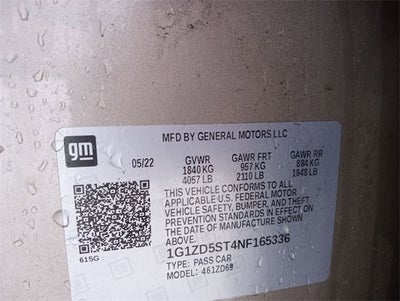 gm
MFD BY GENERAL MOTORS LLC
05/22 GVWR GAWR FRT GAWR RR
1840 KG 957 KG 884 KG
4057 LB 2110 LB 1948 LB
THIS VEHICLE CONFORMS TO ALL
APPLICABLE U.S. FEDERAL MOTOR
VEHICLE SAFETY, BUMPER, AND THEFT
PREVENTION STANDARDS IN EFFECT ON
THE DATE OF MANUFACTURE SHOWN
ABOVE.
1G1ZD5ST4NF165336
TYPE: PASS CAR
MODEL: 461ZD69
615G